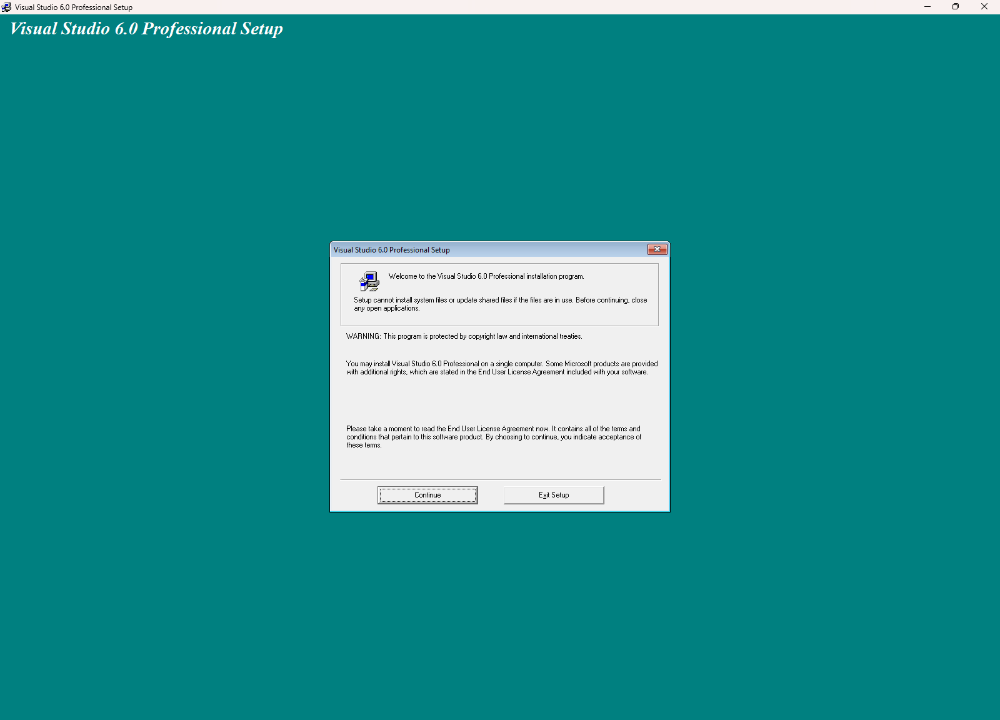 Visual Studio 6.0 Professional Setup
Visual Studio 6.0 Professional Setup
Visual Studio 6.0 Professional Setup
Welcome to the Visual Studio 6.0 Professional installation program.
Setup cannot install system files or update shared files if the files are in use. Before continuing, close
any open applications.
WARNING: This program is protected by copyright law and international treaties.
You may install Visual Studio 6.0 Professional on a single computer. Some Microsoft products are provided
with additional rights, which are stated in the End User License Agreement included with your software.
Please take a moment to read the End User License Agreement now. It contains all of the terms and
conditions that pertain to this software product. By choosing to continue, you indicate acceptance of
these terms.
Continue
Exit Setup